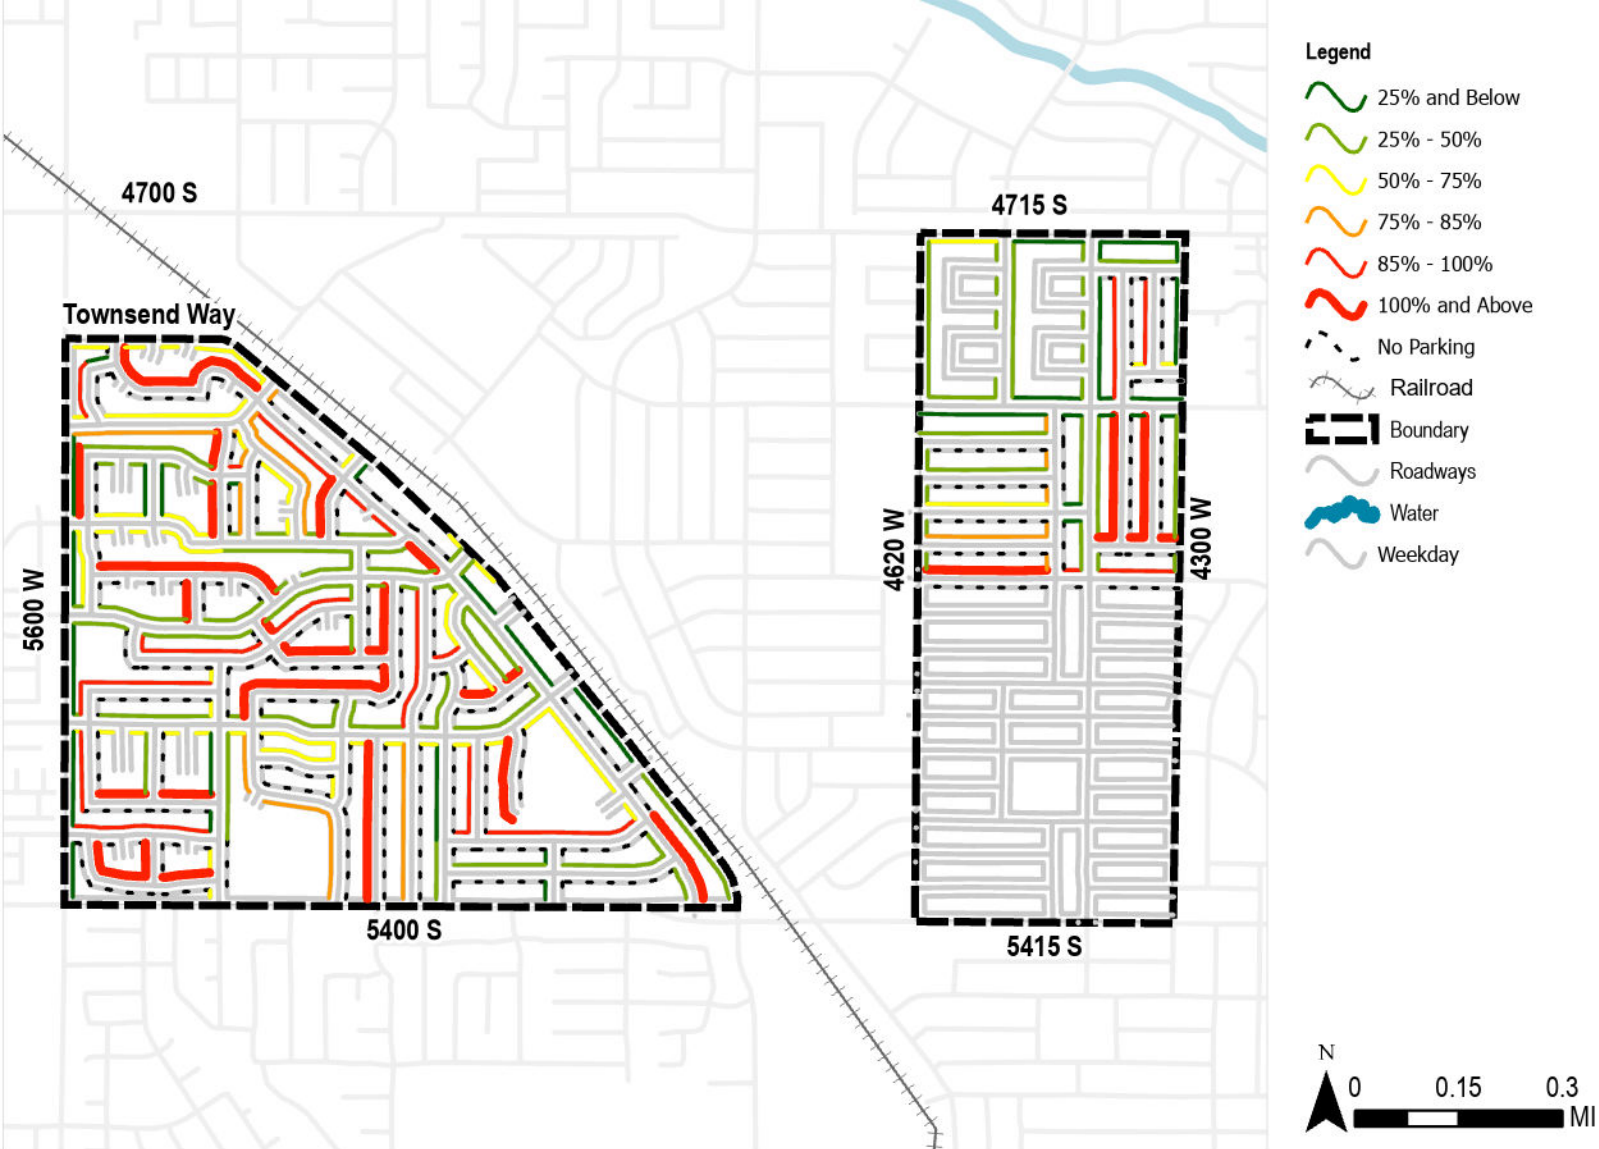 Legend
25% and Below
25% - 50%
50% - 75%
75% - 85%
85% - 100%
100% and Above
No Parking
Railroad
Boundary
Roadways
Water
Weekday
4700 S
4715 S
Townsend Way
5600 W
4620 W
4300 W
5400 S
5415 S
N
0 0.15 0.3
MI